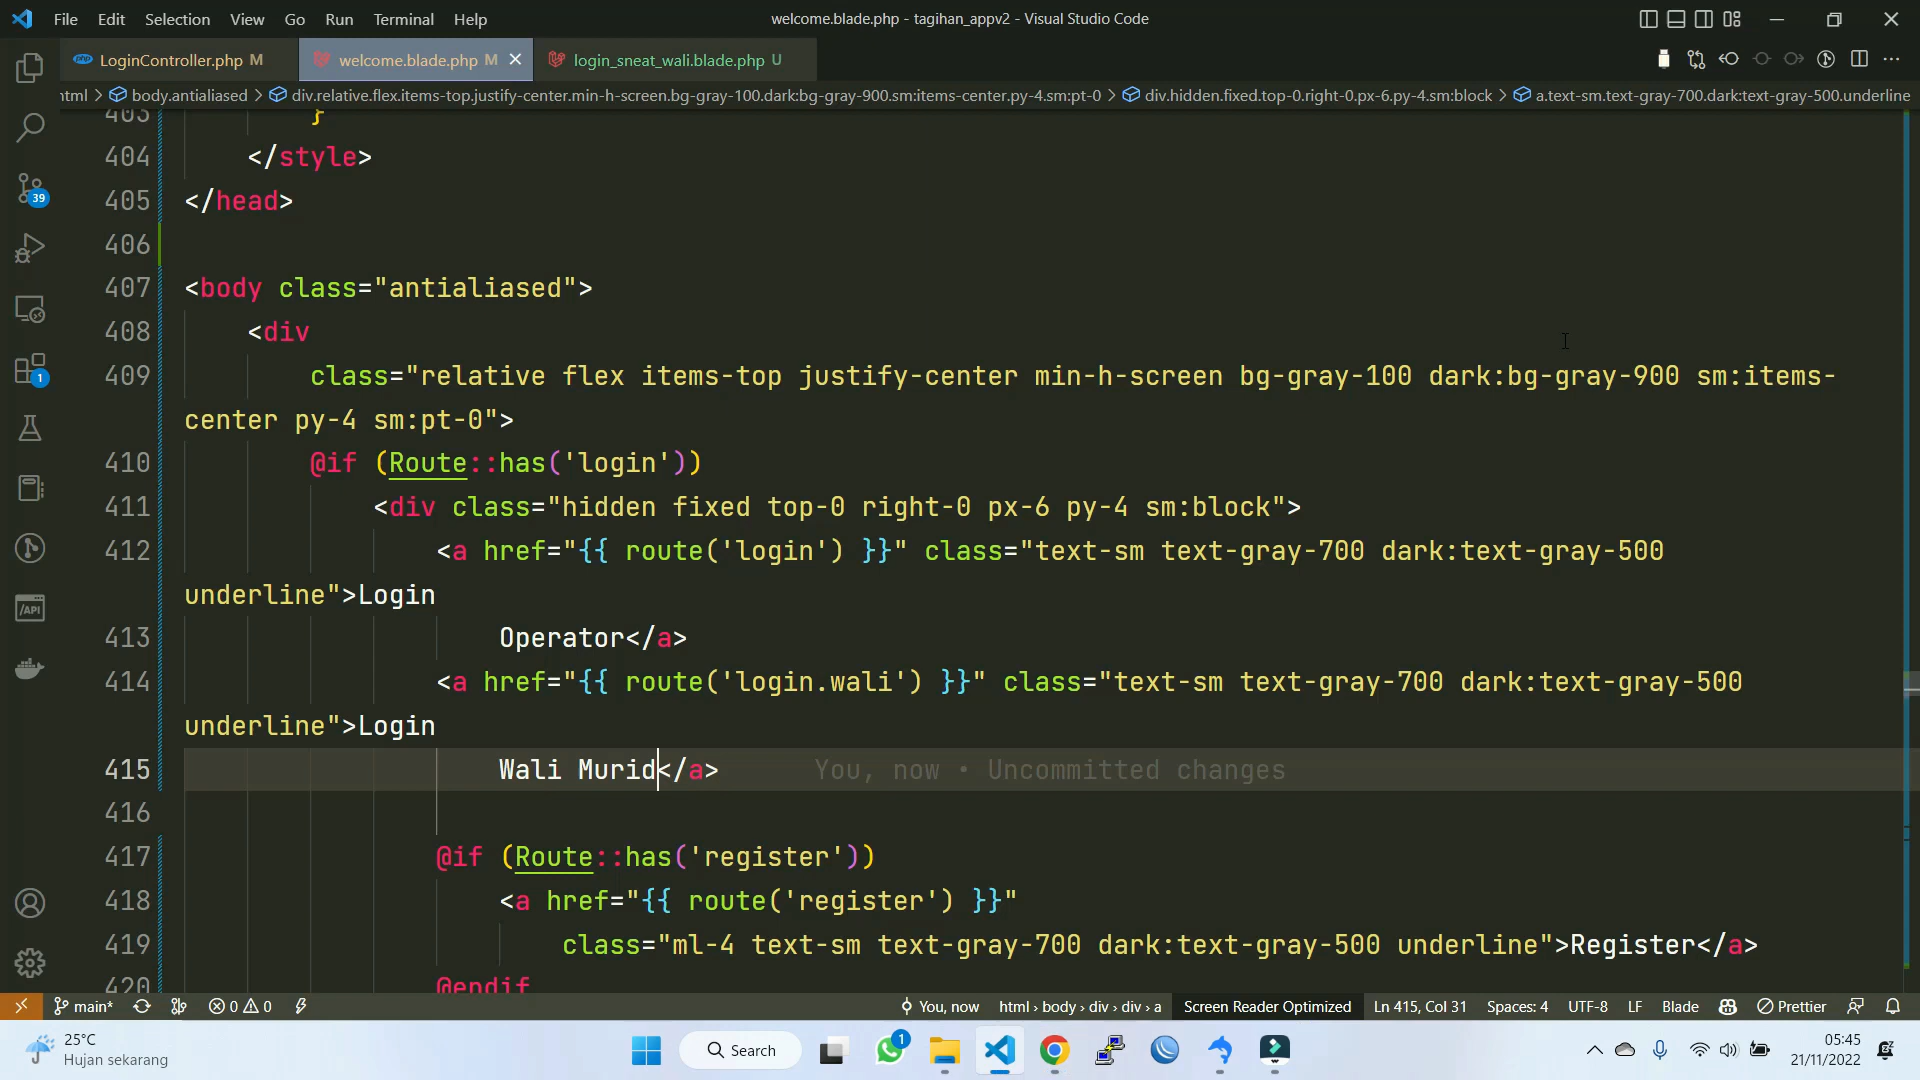 File Edit Selection View Go Run Terminal Help
welcome.blade.php - tagihan_appv2 - Visual Studio Code
LoginController.php M
welcome.blade.php M
login_sneat_wali.blade.php U
html > body.antialiased > div.relative.flex.items-top.justify-center.min-h-screen.bg-gray-100.dark:bg-gray-900.sm:items-center.py-4.sm:pt-0 > div.hidden.fixed.top-0.right-0.px-6.py-4.sm:block > a.text-sm.text-gray-700.dark:text-gray-500.underline
403 }
404 </style>
405 </head>
406
407 <body class="antialiased">
408 <div
409 class="relative flex items-top justify-center min-h-screen bg-gray-100 dark:bg-gray-900 sm:items-
center py-4 sm:pt-0">
410 @if (Route::has('login'))
411 <div class="hidden fixed top-0 right-0 px-6 py-4 sm:block">
412 <a href="{{ route('login') }}" class="text-sm text-gray-700 dark:text-gray-500
underline">Login
413 Operator</a>
414 <a href="{{ route('login.wali') }}" class="text-sm text-gray-700 dark:text-gray-500
underline">Login
415 Wali Murid</a> You, now • Uncommitted changes
416
417 @if (Route::has('register'))
418 <a href="{{ route('register') }}"
419 class="ml-4 text-sm text-gray-700 dark:text-gray-500 underline">Register</a>
420 @endif
39
1
/API
main* 0 0
You, now html > body > div > div > a Screen Reader Optimized Ln 415, Col 31 Spaces: 4 UTF-8 LF Blade Prettier
25°C
Hujan sekarang
Search
1
05:45
21/11/2022